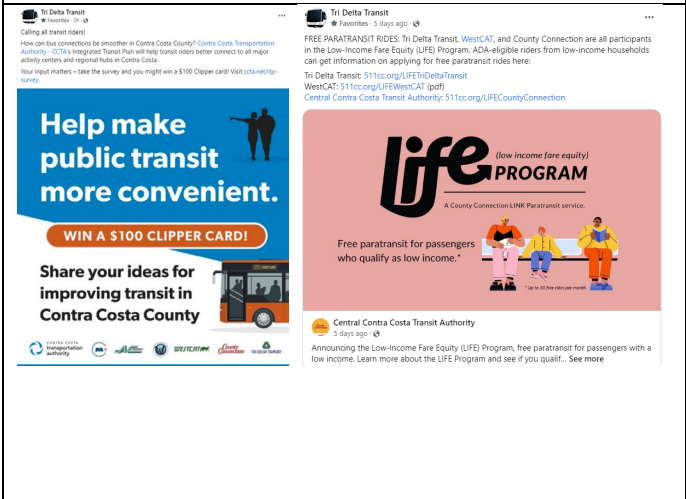 Tri Delta Transit
Favorites · 2h ·
Calling all transit riders!
How can bus connections be smoother in Contra Costa County? Contra Costa Transportation
Authority - CCTA's Integrated Transit Plan will help transit riders better connect to all major
activity centers and regional hubs in Contra Costa.
Your input matters – take the survey and you might win a $100 Clipper card! Visit ccta.net/itp-
survey.
Help make
public transit
more convenient.
WIN A $100 CLIPPER CARD!
Share your ideas for
improving transit in
Contra Costa County
CONTRA COSTA
transportation
authority
WESTCAT
County
Connection
TRI DELTA TRANSIT
Tri Delta Transit
Favorites · 5 days ago ·
FREE PARATRANSIT RIDES: Tri Delta Transit, WestCAT, and County Connection are all participants
in the Low-Income Fare Equity (LIFE) Program. ADA-eligible riders from low-income households
can get information on applying for free paratransit rides here:
Tri Delta Transit: 511cc.org/LIFETriDeltaTransit
WestCAT: 511cc.org/LIFEWestCAT (pdf)
Central Contra Costa Transit Authority: 511cc.org/LIFECountyConnection
life
(low income fare equity)
PROGRAM
A County Connection LINK Paratransit service.
Free paratransit for passengers
who qualify as low income.*
* Up to 30 free rides per month
Central Contra Costa Transit Authority
5 days ago ·
Announcing the Low-Income Fare Equity (LIFE) Program, free paratransit for passengers with a
low income. Learn more about the LIFE Program and see if you qualif... See more